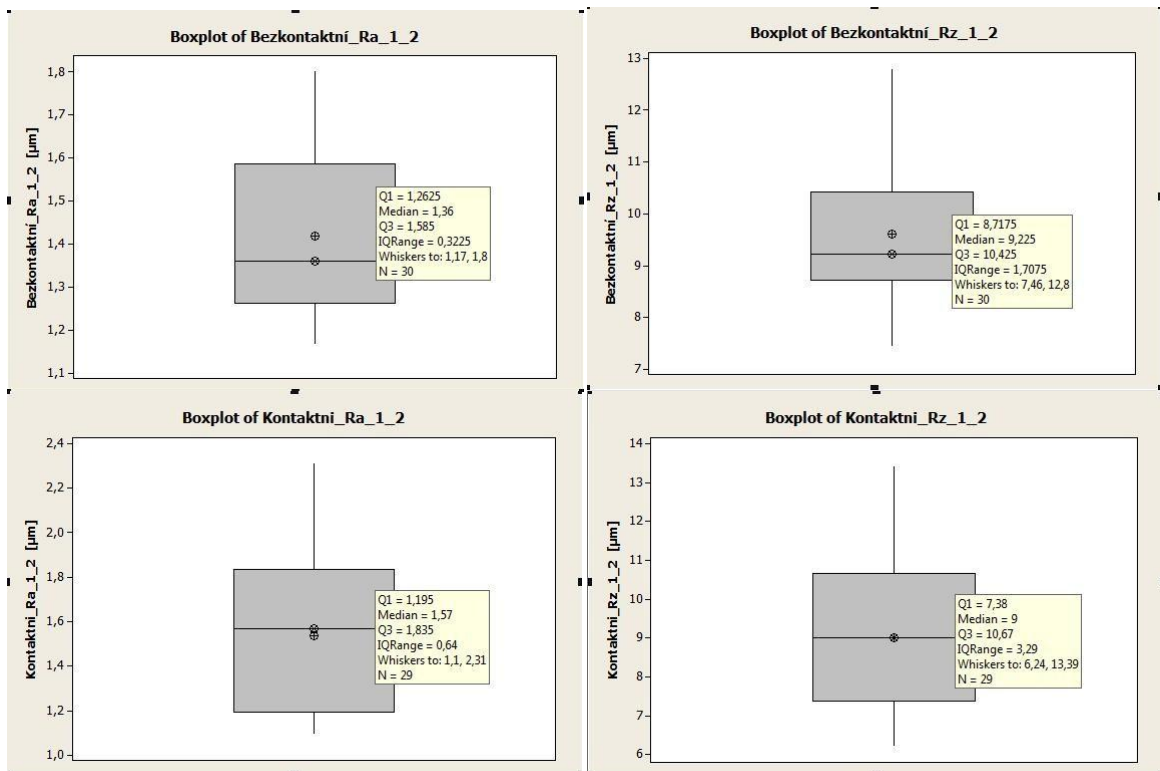 Boxplot of Bezkontaktní_Ra_1_2
Bezkontaktní_Ra_1_2 [µm]
1,8
1,7
1,6
1,5
1,4
1,3
1,2
1,1
Q1 = 1,2625
Median = 1,36
Q3 = 1,585
IQRange = 0,3225
Whiskers to: 1,17, 1,8
N = 30
Boxplot of Bezkontaktní_Rz_1_2
Bezkontaktní_Rz_1_2 [µm]
13
12
11
10
9
8
7
Q1 = 8,7175
Median = 9,225
Q3 = 10,425
IQRange = 1,7075
Whiskers to: 7,46, 12,8
N = 30
Boxplot of Kontaktni_Ra_1_2
Kontaktni_Ra_1_2 [µm]
2,4
2,2
2,0
1,8
1,6
1,4
1,2
1,0
Q1 = 1,195
Median = 1,57
Q3 = 1,835
IQRange = 0,64
Whiskers to: 1,1, 2,31
N = 29
Boxplot of Kontaktni_Rz_1_2
Kontaktni_Rz_1_2 [µm]
14
13
12
11
10
9
8
7
6
Q1 = 7,38
Median = 9
Q3 = 10,67
IQRange = 3,29
Whiskers to: 6,24, 13,39
N = 29